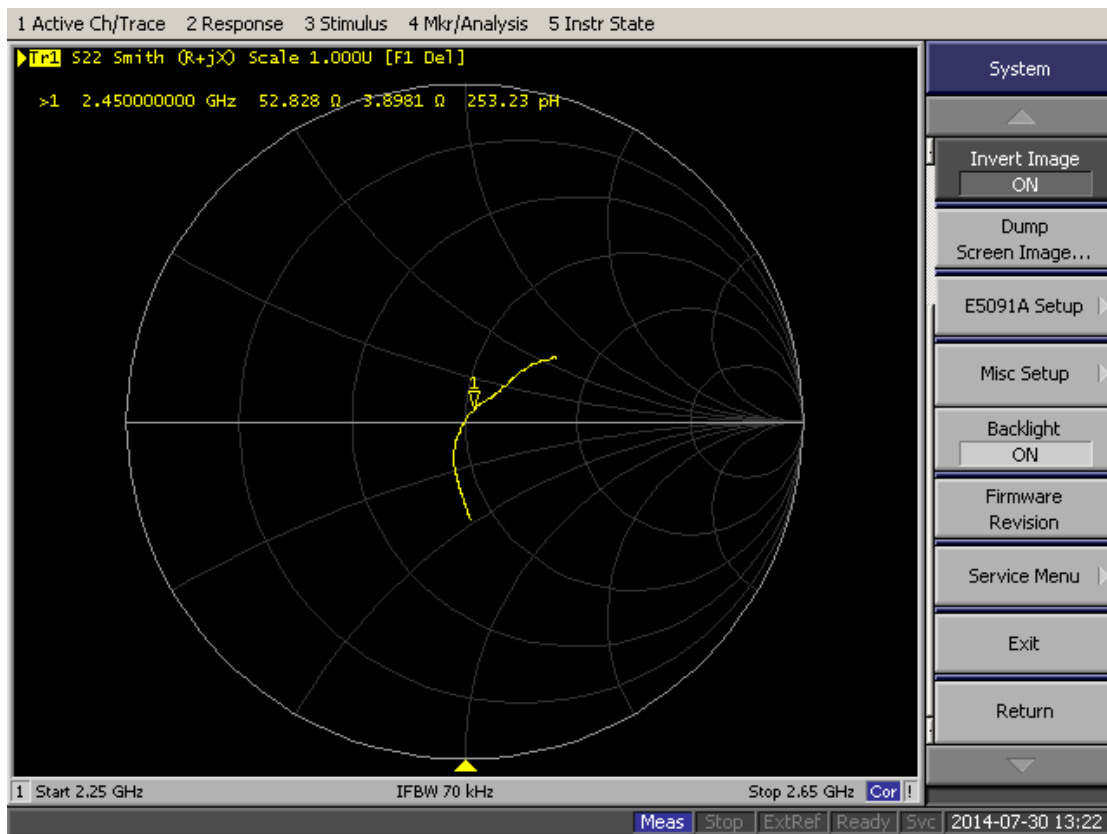 1 Active Ch/Trace 2 Response 3 Stimulus 4 Mkr/Analysis 5 Instr State
Tr1 S22 Smith (R+jX) Scale 1.000U [F1 Del]
>1 2.450000000 GHz 52.828 Ω 3.8981 Ω 253.23 pH
1
System
Invert Image
ON
Dump
Screen Image...
E5091A Setup
Misc Setup
Backlight
ON
Firmware
Revision
Service Menu
Exit
Return
1 Start 2.25 GHz IFBW 70 kHz Stop 2.65 GHz Cor !
Meas Stop ExtRef Ready Svc 2014-07-30 13:22